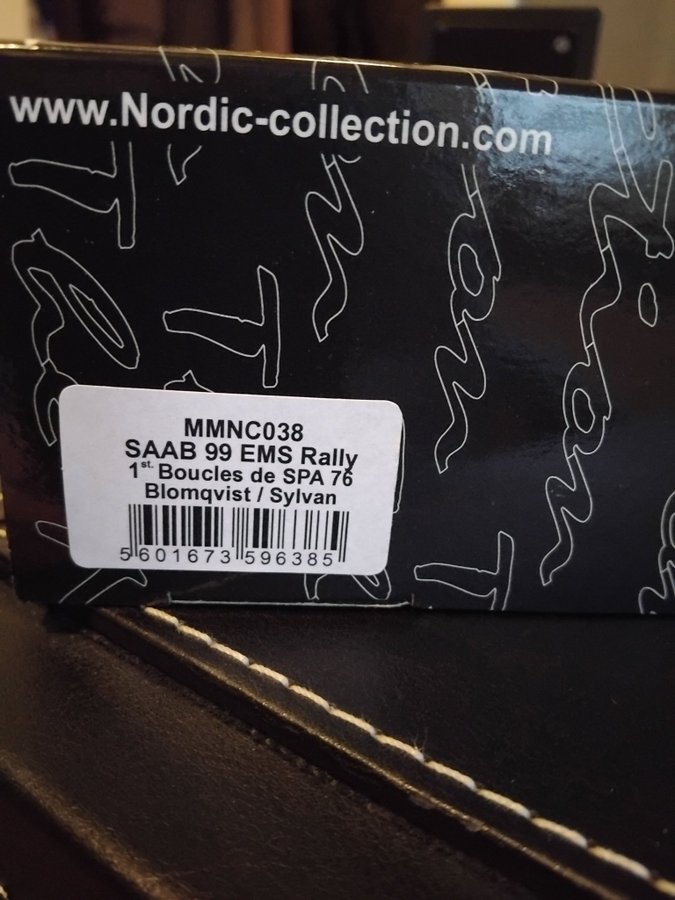 www.Nordic-collection.com
MMNC038
SAAB 99 EMS Rally
1st. Boucles de SPA 76
Blomqvist / Sylvan
5 601673 596385